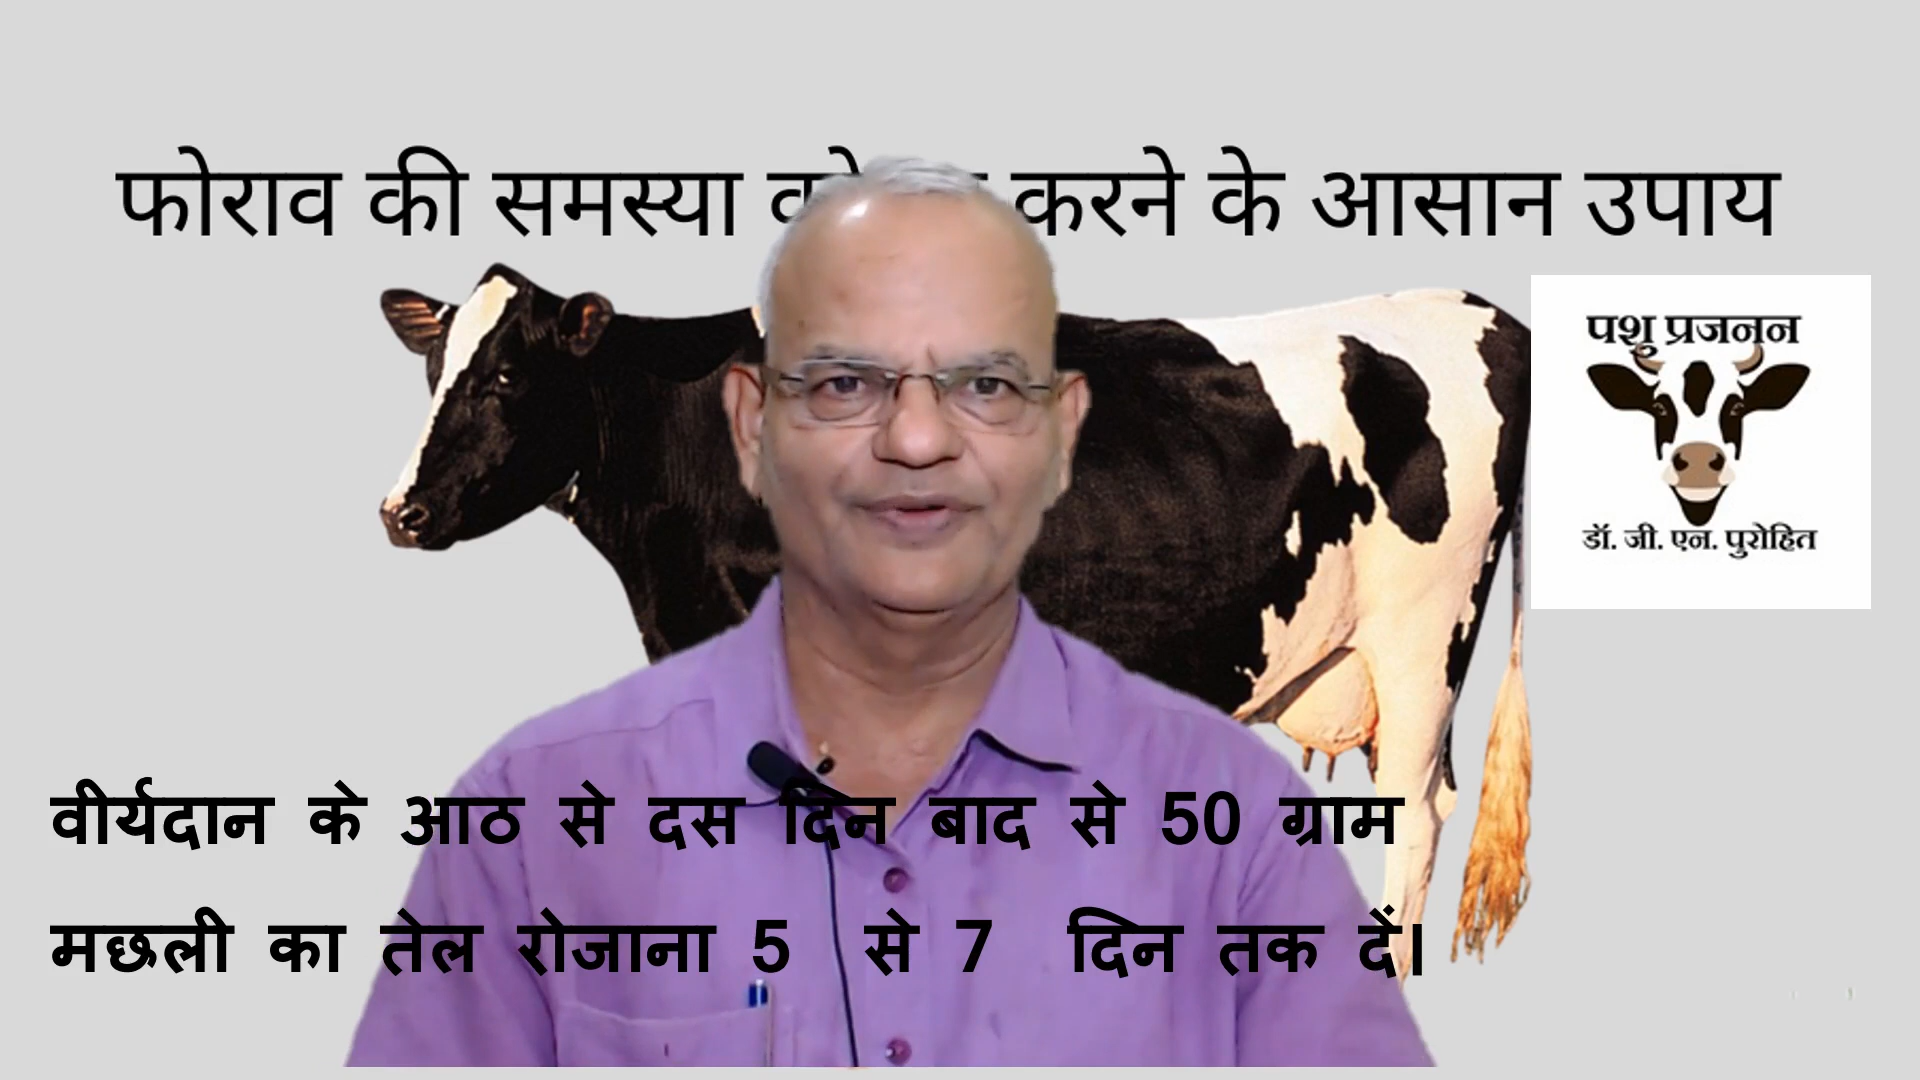 फोराव की समस्या करने के आसान उपाय
पशु प्रजनन
डॉ. जी. एन. पुरोहित
वीर्यदान के आठ से दस दिन बाद से 50 ग्राम
मछली का तेल रोजाना 5 से 7 दिन तक दें।